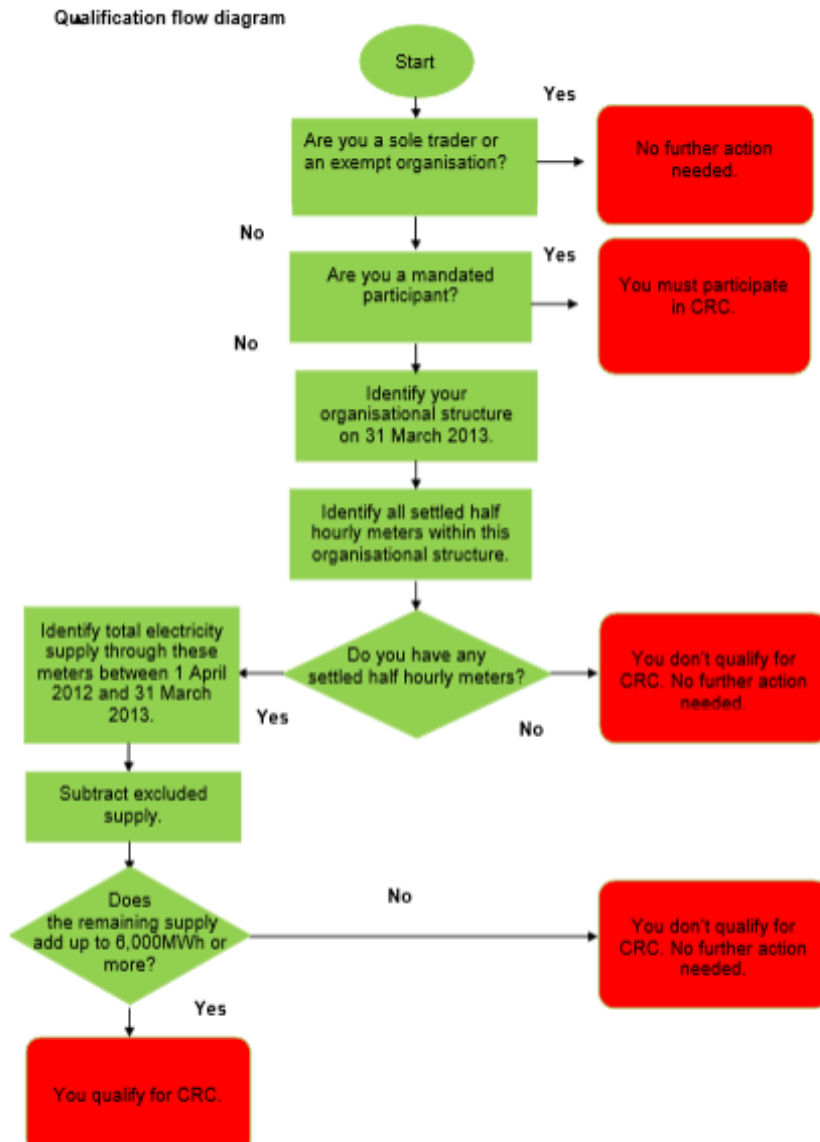 Qualification flow diagram
Start
Yes
Are you a sole trader or
an exempt organisation?
No further action
needed.
No
Yes
Are you a mandated
participant?
You must participate
in CRC.
No
Identify your
organisational structure
on 31 March 2013.
Identify all settled half
hourly meters within this
organisational structure.
Identify total electricity
supply through these
meters between 1 April
2012 and 31 March
2013.
Do you have any
settled half hourly meters?
You don't qualify for
CRC. No further action
needed.
Yes
No
Subtract excluded
supply.
Does
the remaining supply
add up to 6,000MWh or
more?
No
You don't qualify for
CRC. No further action
needed.
Yes
You qualify for CRC.